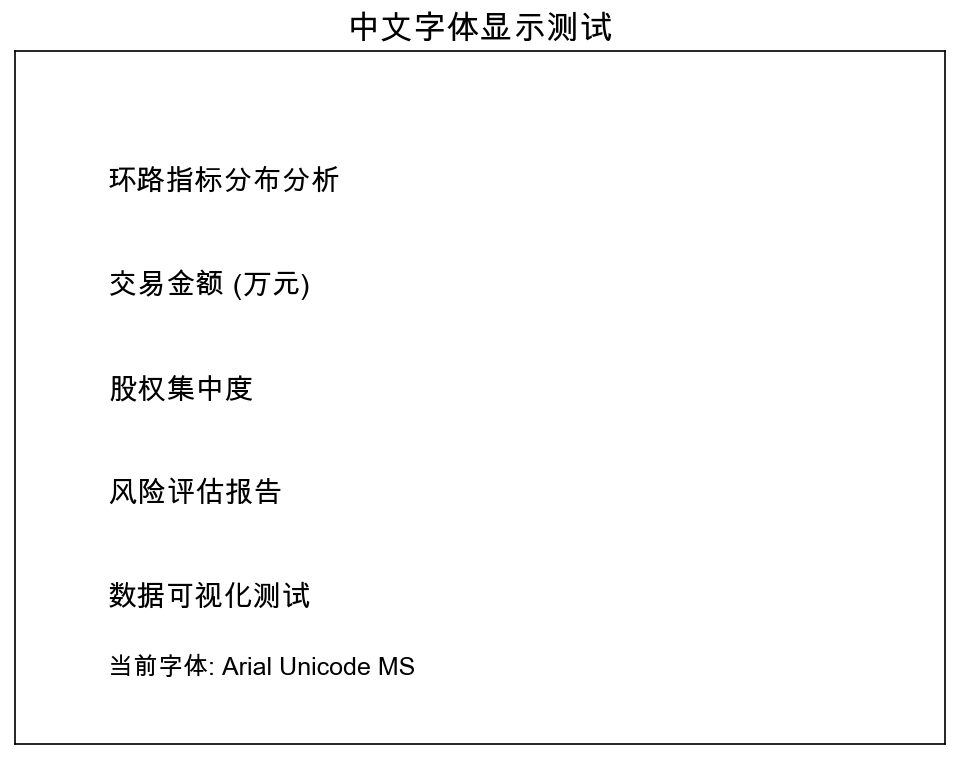 中文字体显示测试
环路指标分布分析
交易金额 (万元)
股权集中度
风险评估报告
数据可视化测试
当前字体: Arial Unicode MS